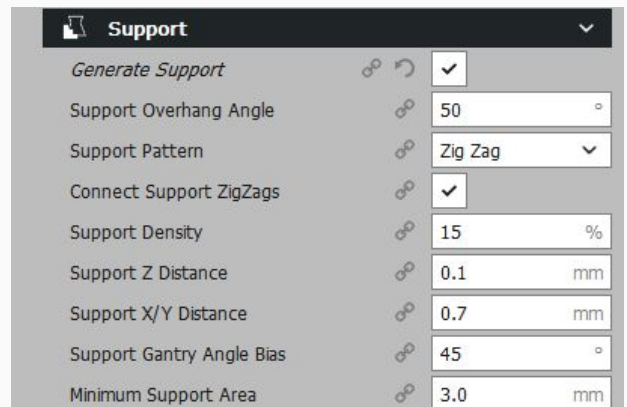 Support
Generate Support
Support Overhang Angle 50 °
Support Pattern Zig Zag
Connect Support ZigZags
Support Density 15 %
Support Z Distance 0.1 mm
Support X/Y Distance 0.7 mm
Support Gantry Angle Bias 45 °
Minimum Support Area 3.0 mm